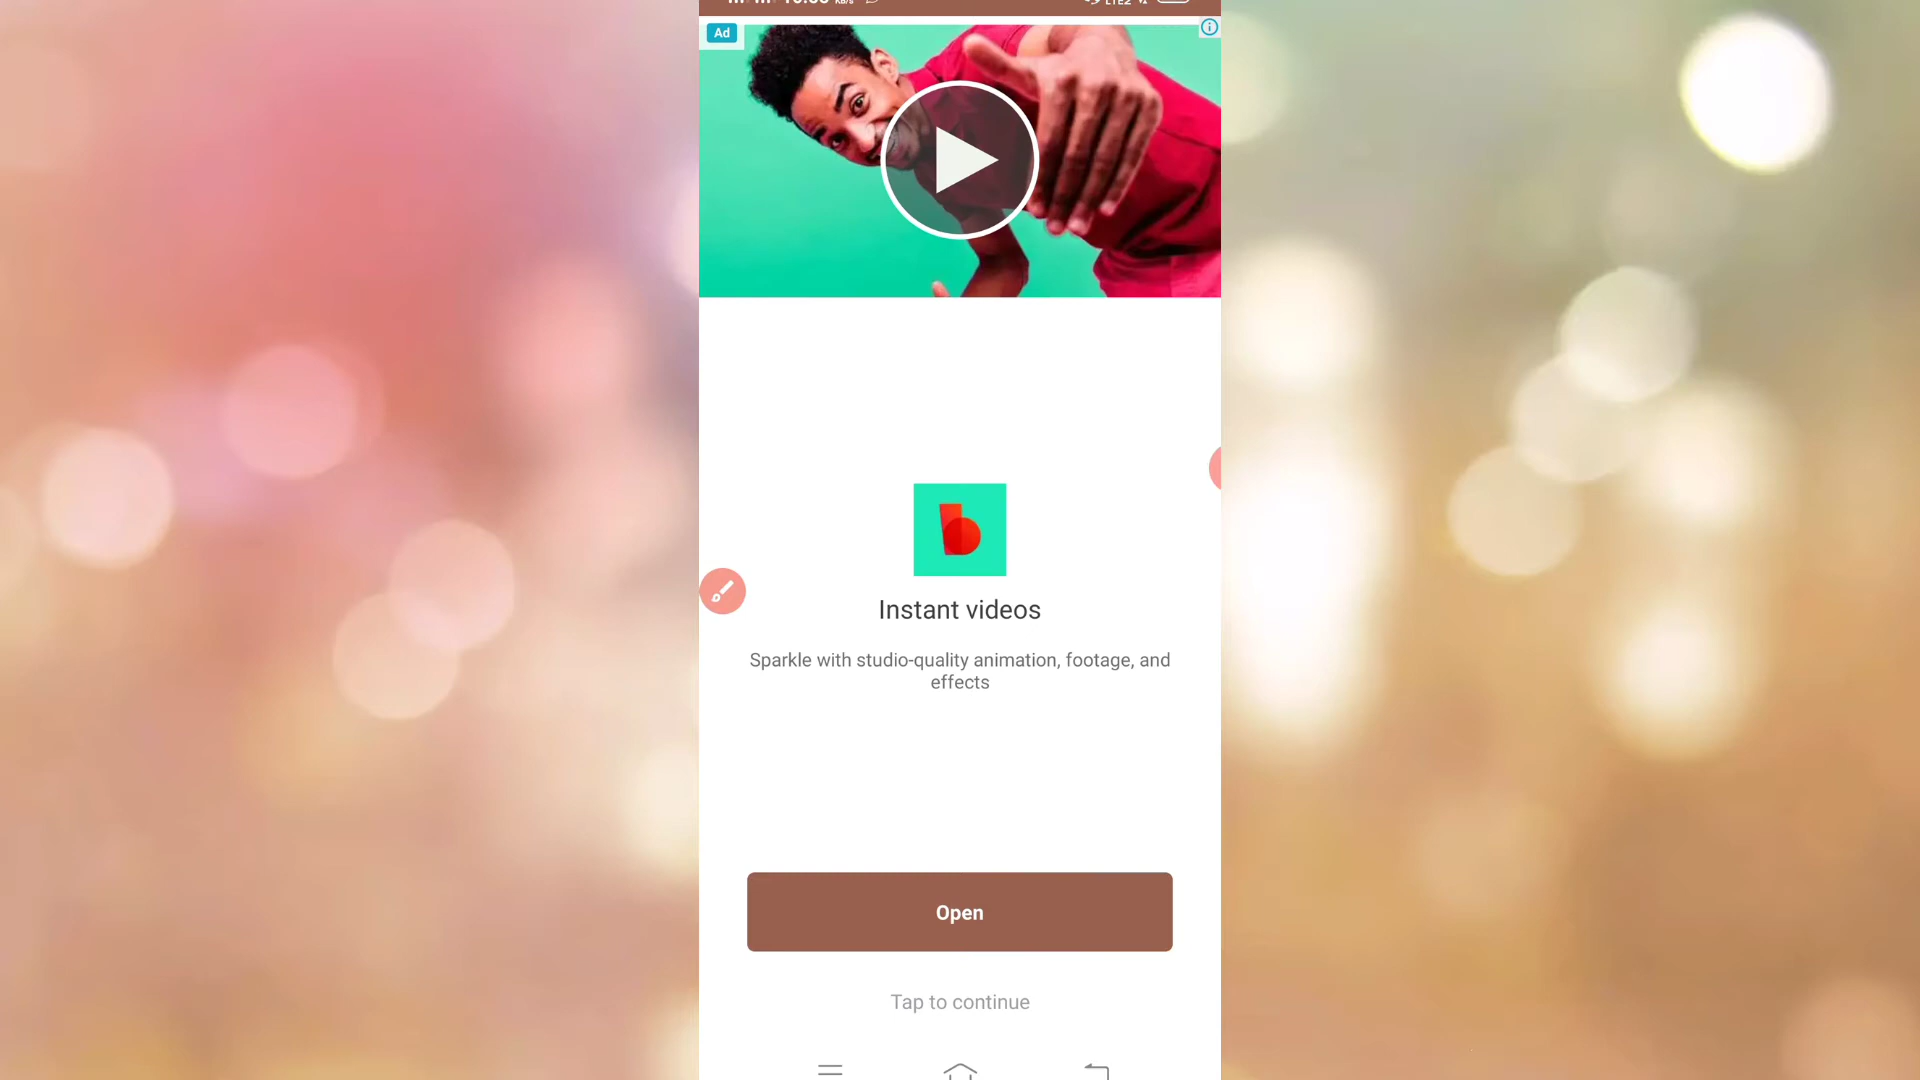 Ad
Instant videos
Sparkle with studio-quality animation, footage, and
effects
Open
Tap to continue